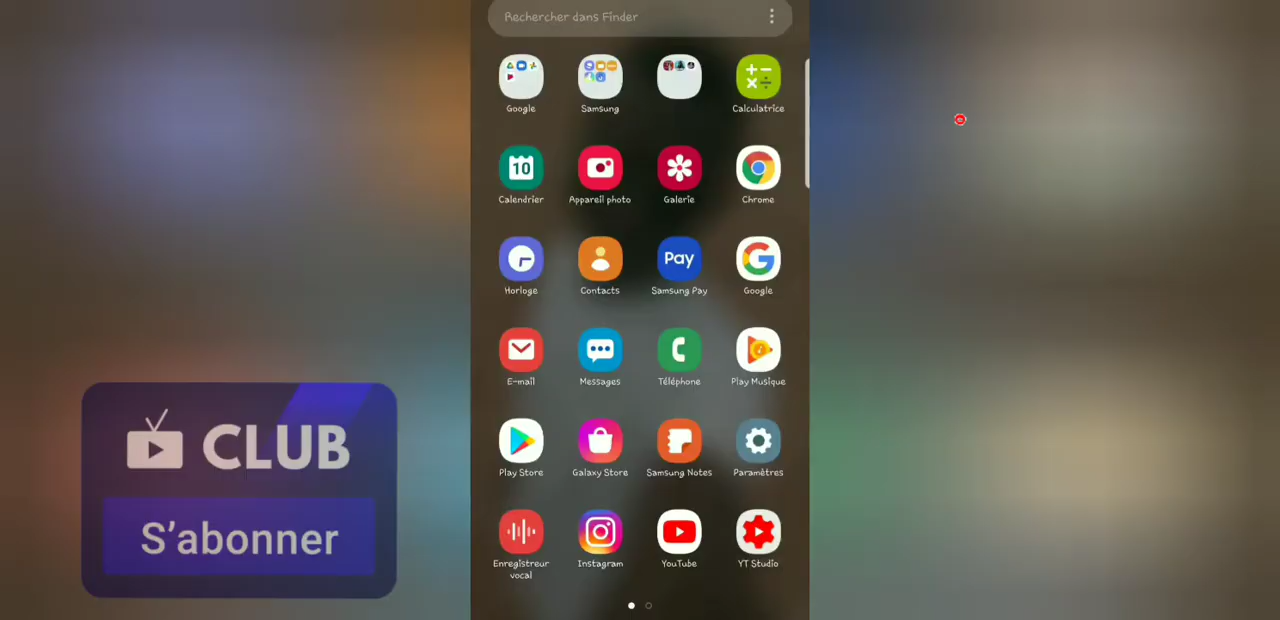 Rechercher dans Finder
Google
Samsung
Calculatrice
10
Calendrier
Appareil photo
Galerie
Chrome
Pay
Horloge
Contacts
Samsung Pay
Google
E-mail
Messages
Téléphone
Play Musique
Play Store
Galaxy Store
Samsung Notes
Paramètres
Enregistreur
vocal
Instagram
YouTube
YT Studio
CLUB
S'abonner